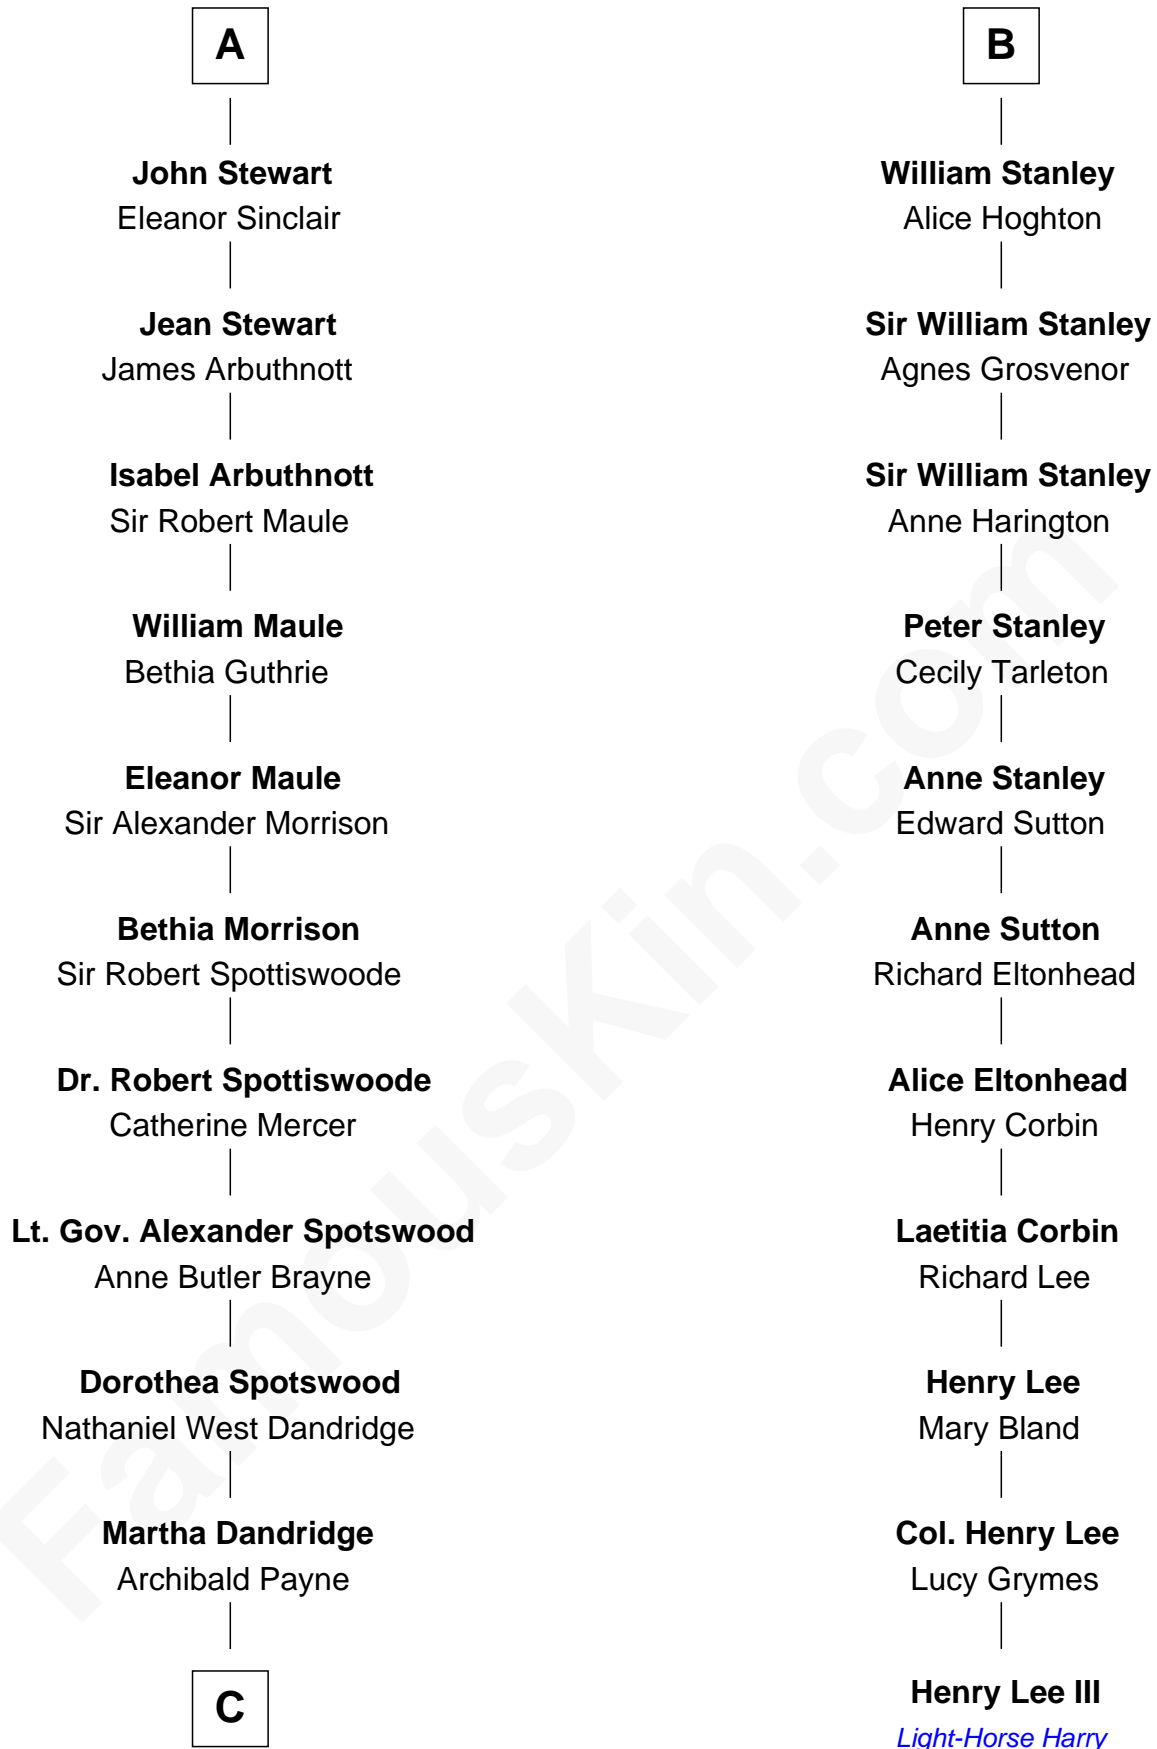 A
John Stewart
Eleanor Sinclair
Jean Stewart
James Arbuthnott
Isabel Arbuthnott
Sir Robert Maule
William Maule
Bethia Guthrie
Eleanor Maule
Sir Alexander Morrison
Bethia Morrison
Sir Robert Spottiswoode
Dr. Robert Spottiswoode
Catherine Mercer
Lt. Gov. Alexander Spotswood
Anne Butler Brayne
Dorothea Spotswood
Nathaniel West Dandridge
Martha Dandridge
Archibald Payne
C
B
William Stanley
Alice Hoghton
Sir William Stanley
Agnes Grosvenor
Sir William Stanley
Anne Harington
Peter Stanley
Cecily Tarleton
Anne Stanley
Edward Sutton
Anne Sutton
Richard Eltonhead
Alice Eltonhead
Henry Corbin
Laetitia Corbin
Richard Lee
Henry Lee
Mary Bland
Col. Henry Lee
Lucy Grymes
Henry Lee III
Light-Horse Harry
FamousKin.com